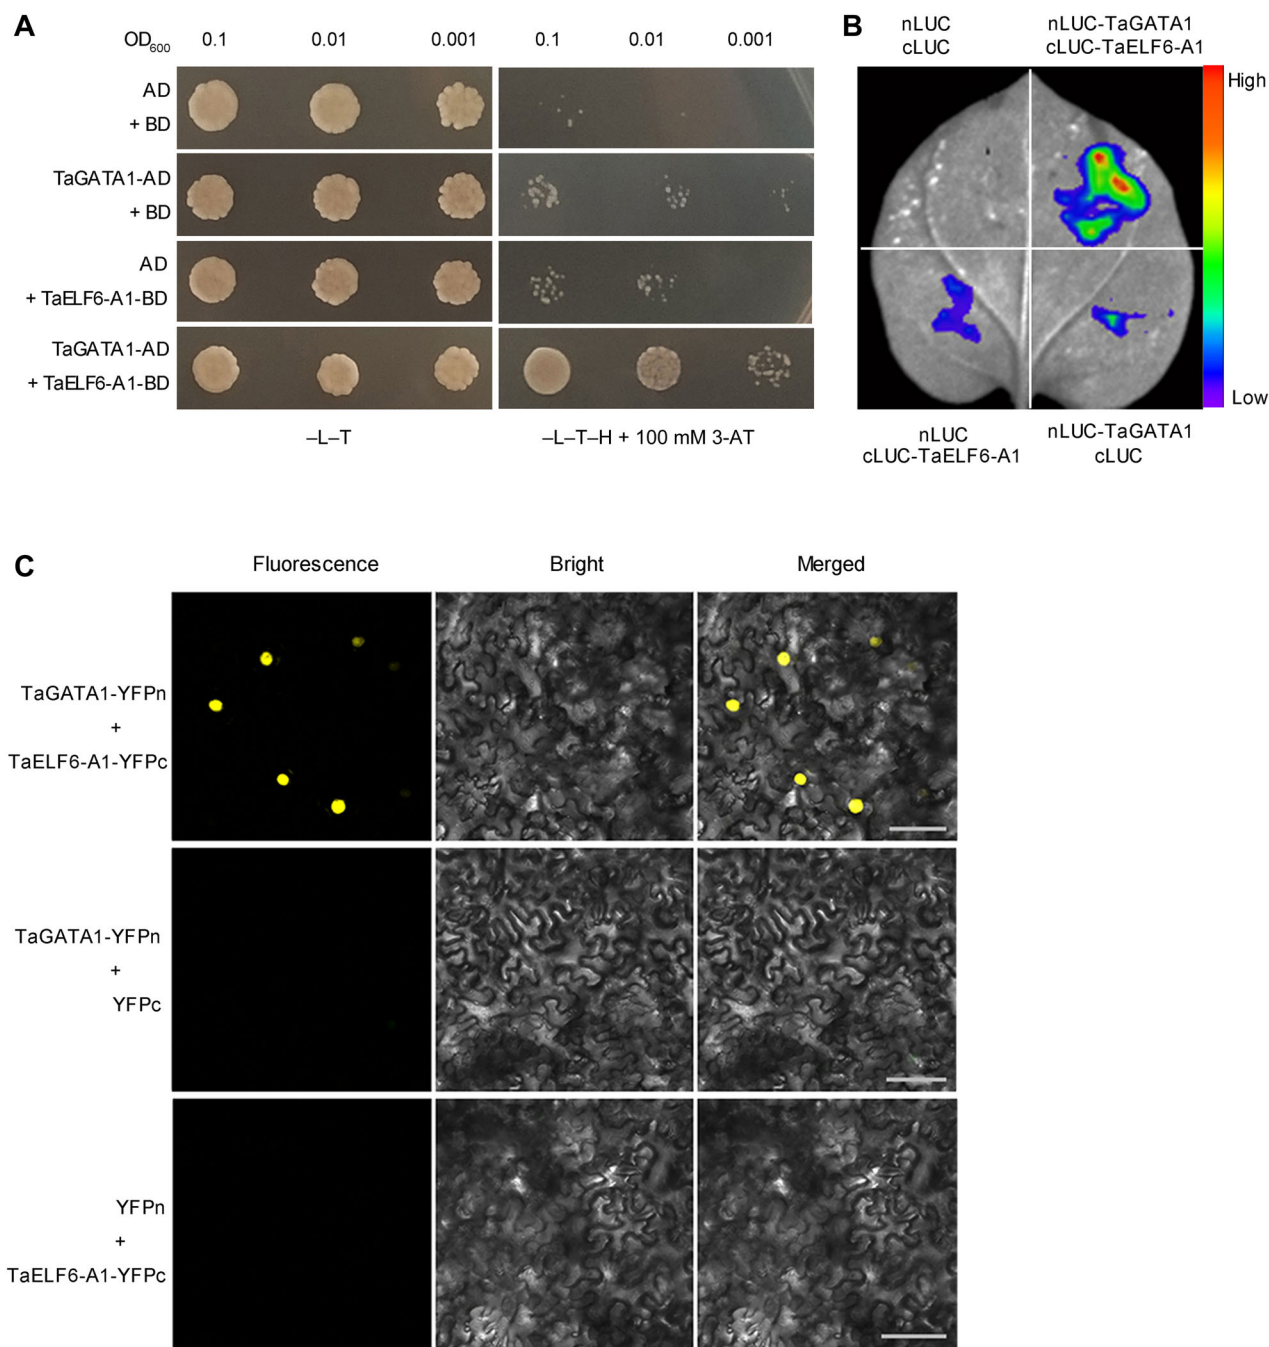 A
OD600 0.1 0.01 0.001 0.1 0.01 0.001
AD
+ BD
TaGATA1-AD
+ BD
AD
+ TaELF6-A1-BD
TaGATA1-AD
+ TaELF6-A1-BD
–L–T
–L–T–H + 100 mM 3-AT
B
nLUC
cLUC
nLUC-TaGATA1
cLUC-TaELF6-A1
High
Low
nLUC
cLUC-TaELF6-A1
nLUC-TaGATA1
cLUC
C
Fluorescence Bright Merged
TaGATA1-YFPn
+
TaELF6-A1-YFPc
TaGATA1-YFPn
+
YFPc
YFPn
+
TaELF6-A1-YFPc